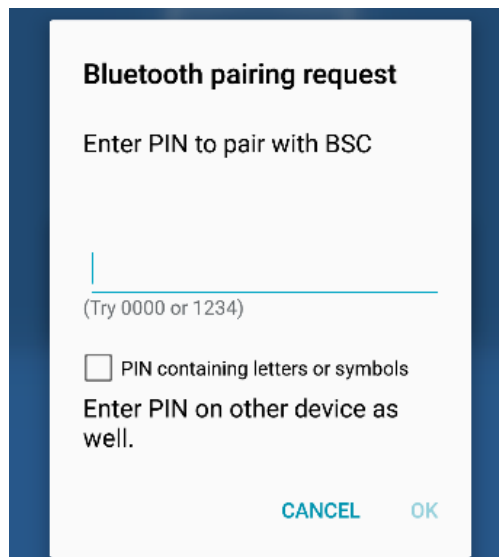 Bluetooth pairing request
Enter PIN to pair with BSC
(Try 0000 or 1234)
PIN containing letters or symbols
Enter PIN on other device as
well.
CANCEL OK